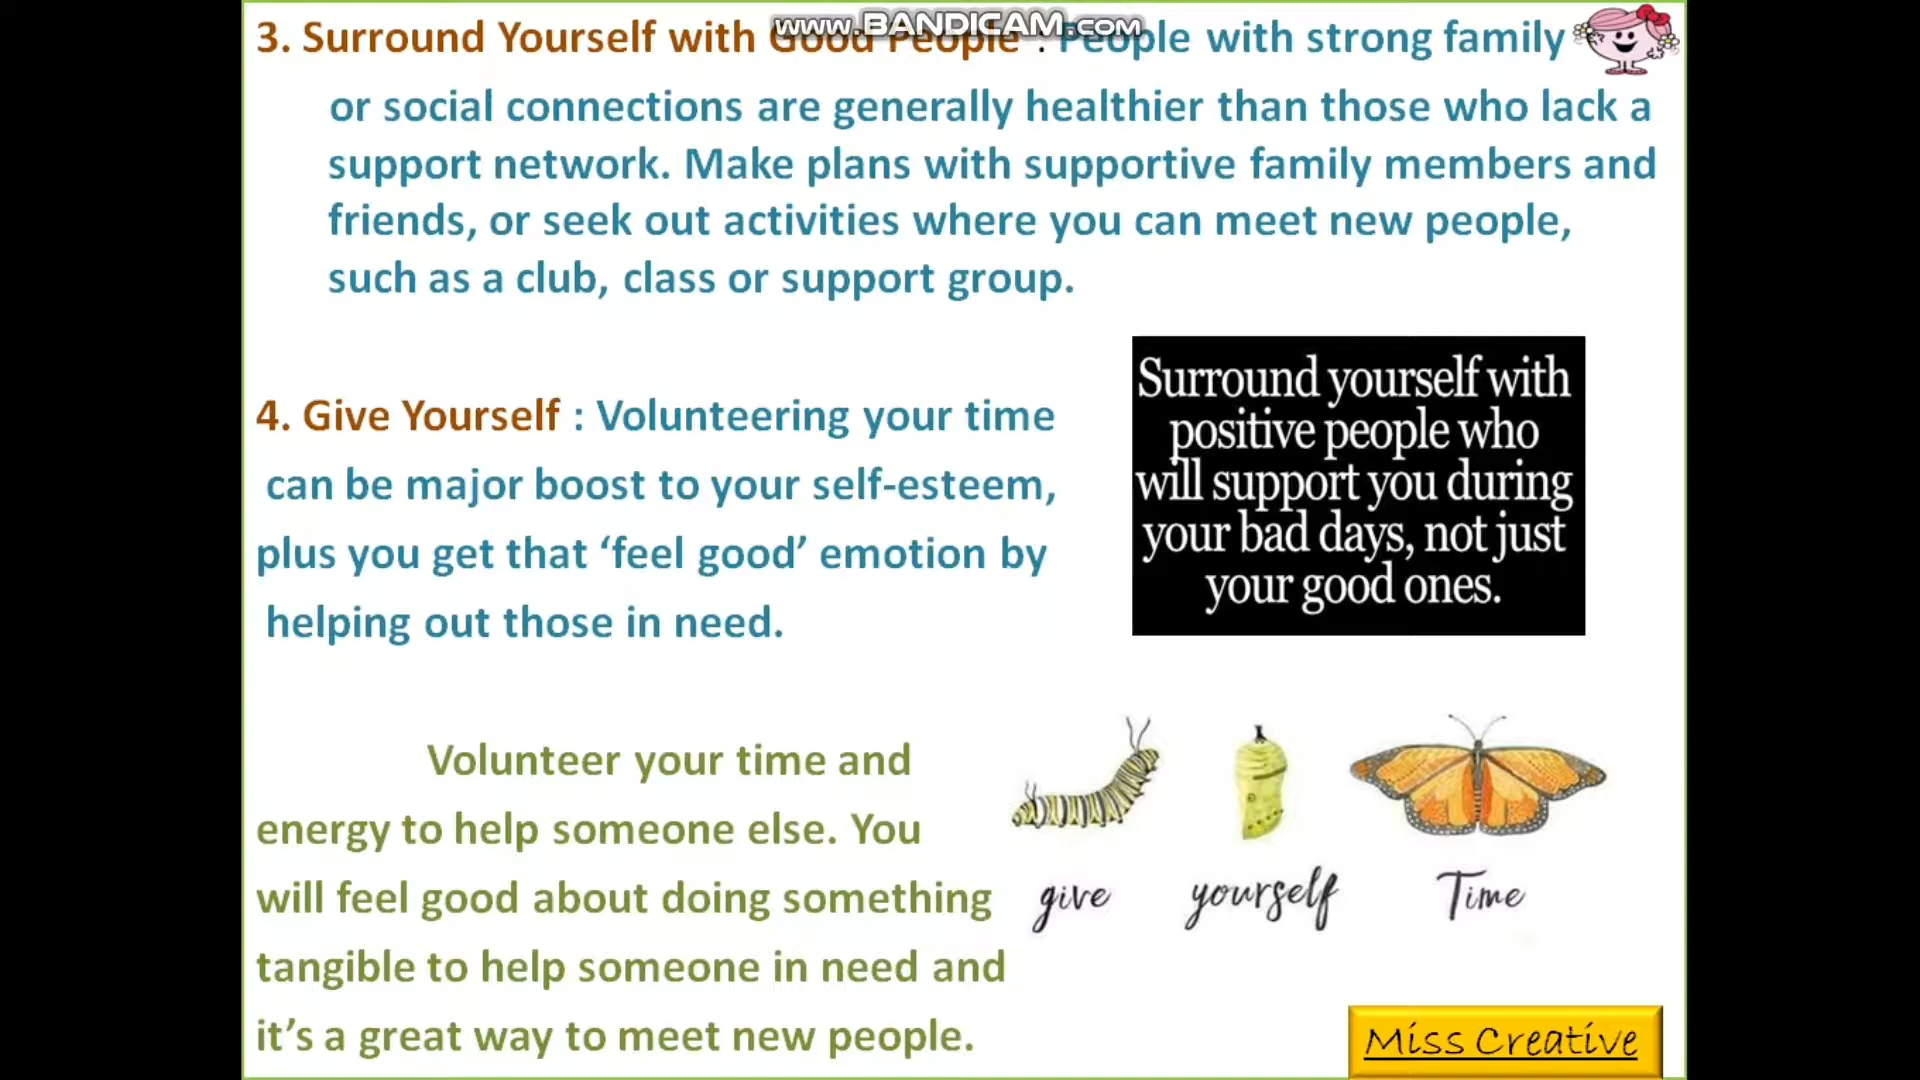 www.BANDICAM.com
3. Surround Yourself with Good People : People with strong family
or social connections are generally healthier than those who lack a
support network. Make plans with supportive family members and
friends, or seek out activities where you can meet new people,
such as a club, class or support group.
4. Give Yourself : Volunteering your time
can be major boost to your self-esteem,
plus you get that ‘feel good’ emotion by
helping out those in need.
Surround yourself with
positive people who
will support you during
your bad days, not just
your good ones.
Volunteer your time and
energy to help someone else. You
will feel good about doing something
tangible to help someone in need and
it’s a great way to meet new people.
give yourself Time
Miss Creative